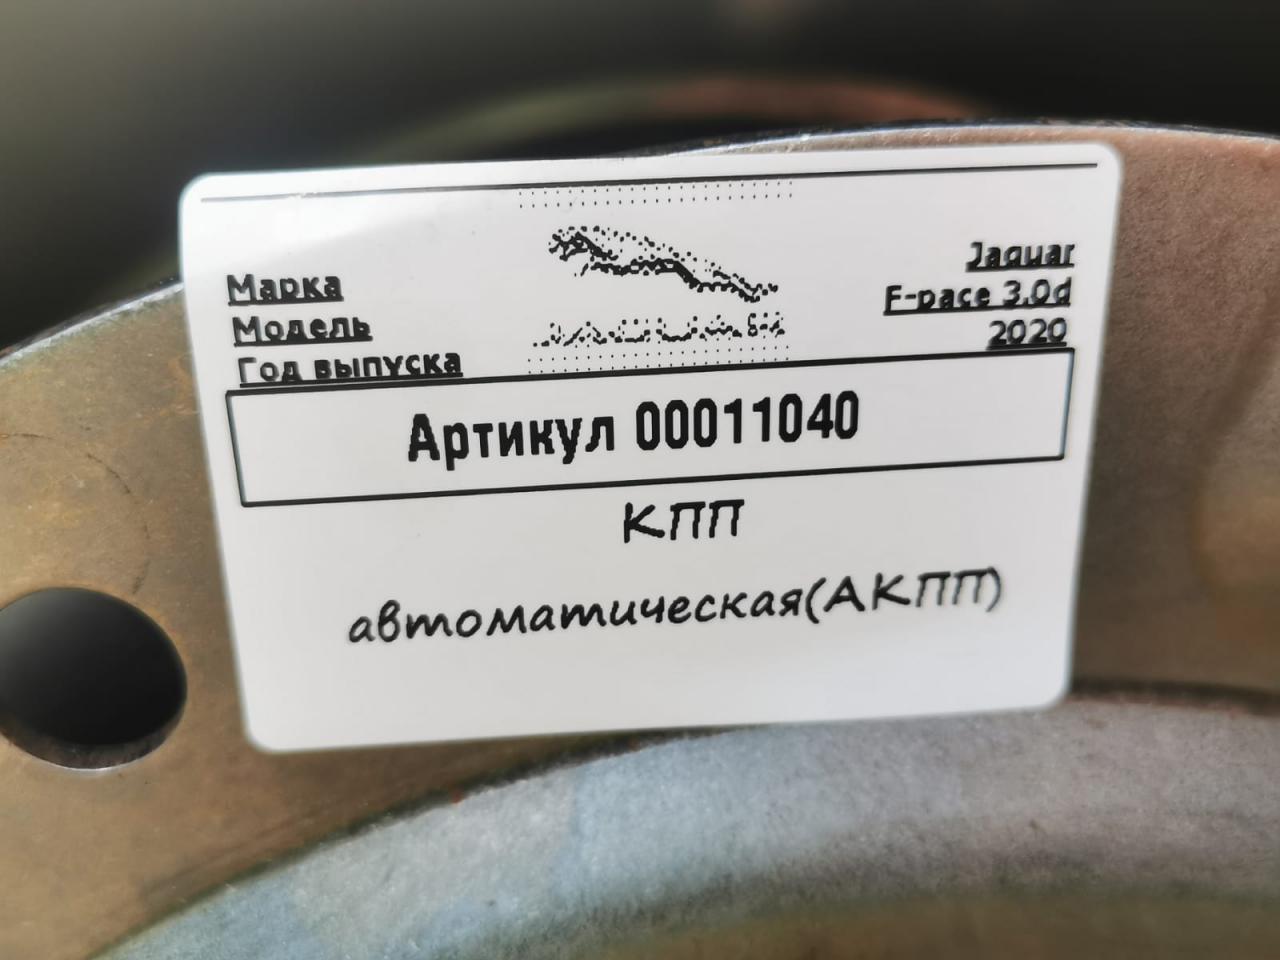 Марка
Jaguar
Модель
F-pace 3.0d
Год выпуска
2020
Артикул 00011040
КПП
автоматическая(АКПП)